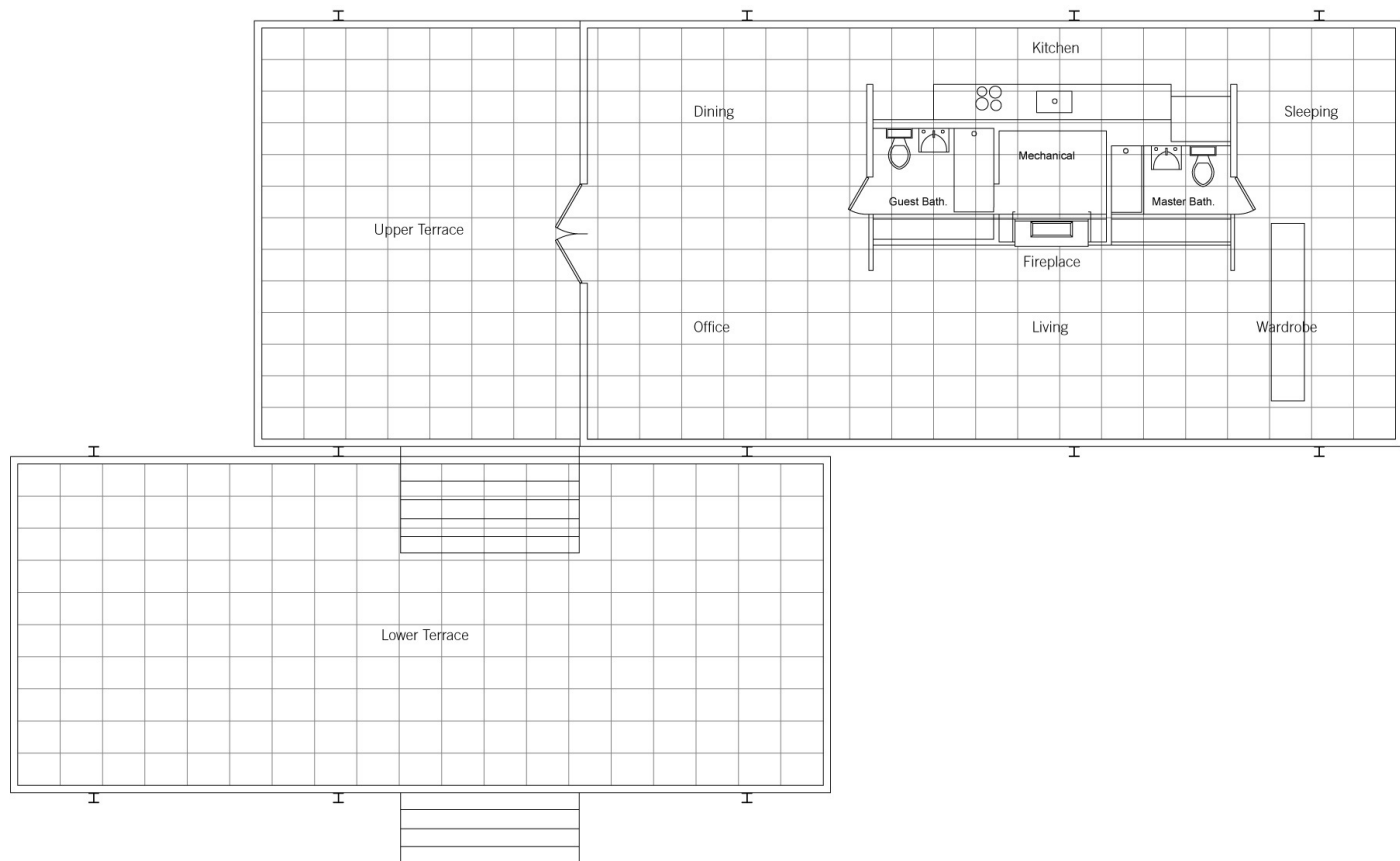 Kitchen
Dining
Sleeping
Mechanical
Guest Bath.
Master Bath.
Upper Terrace
Fireplace
Office
Living
Wardrobe
Lower Terrace